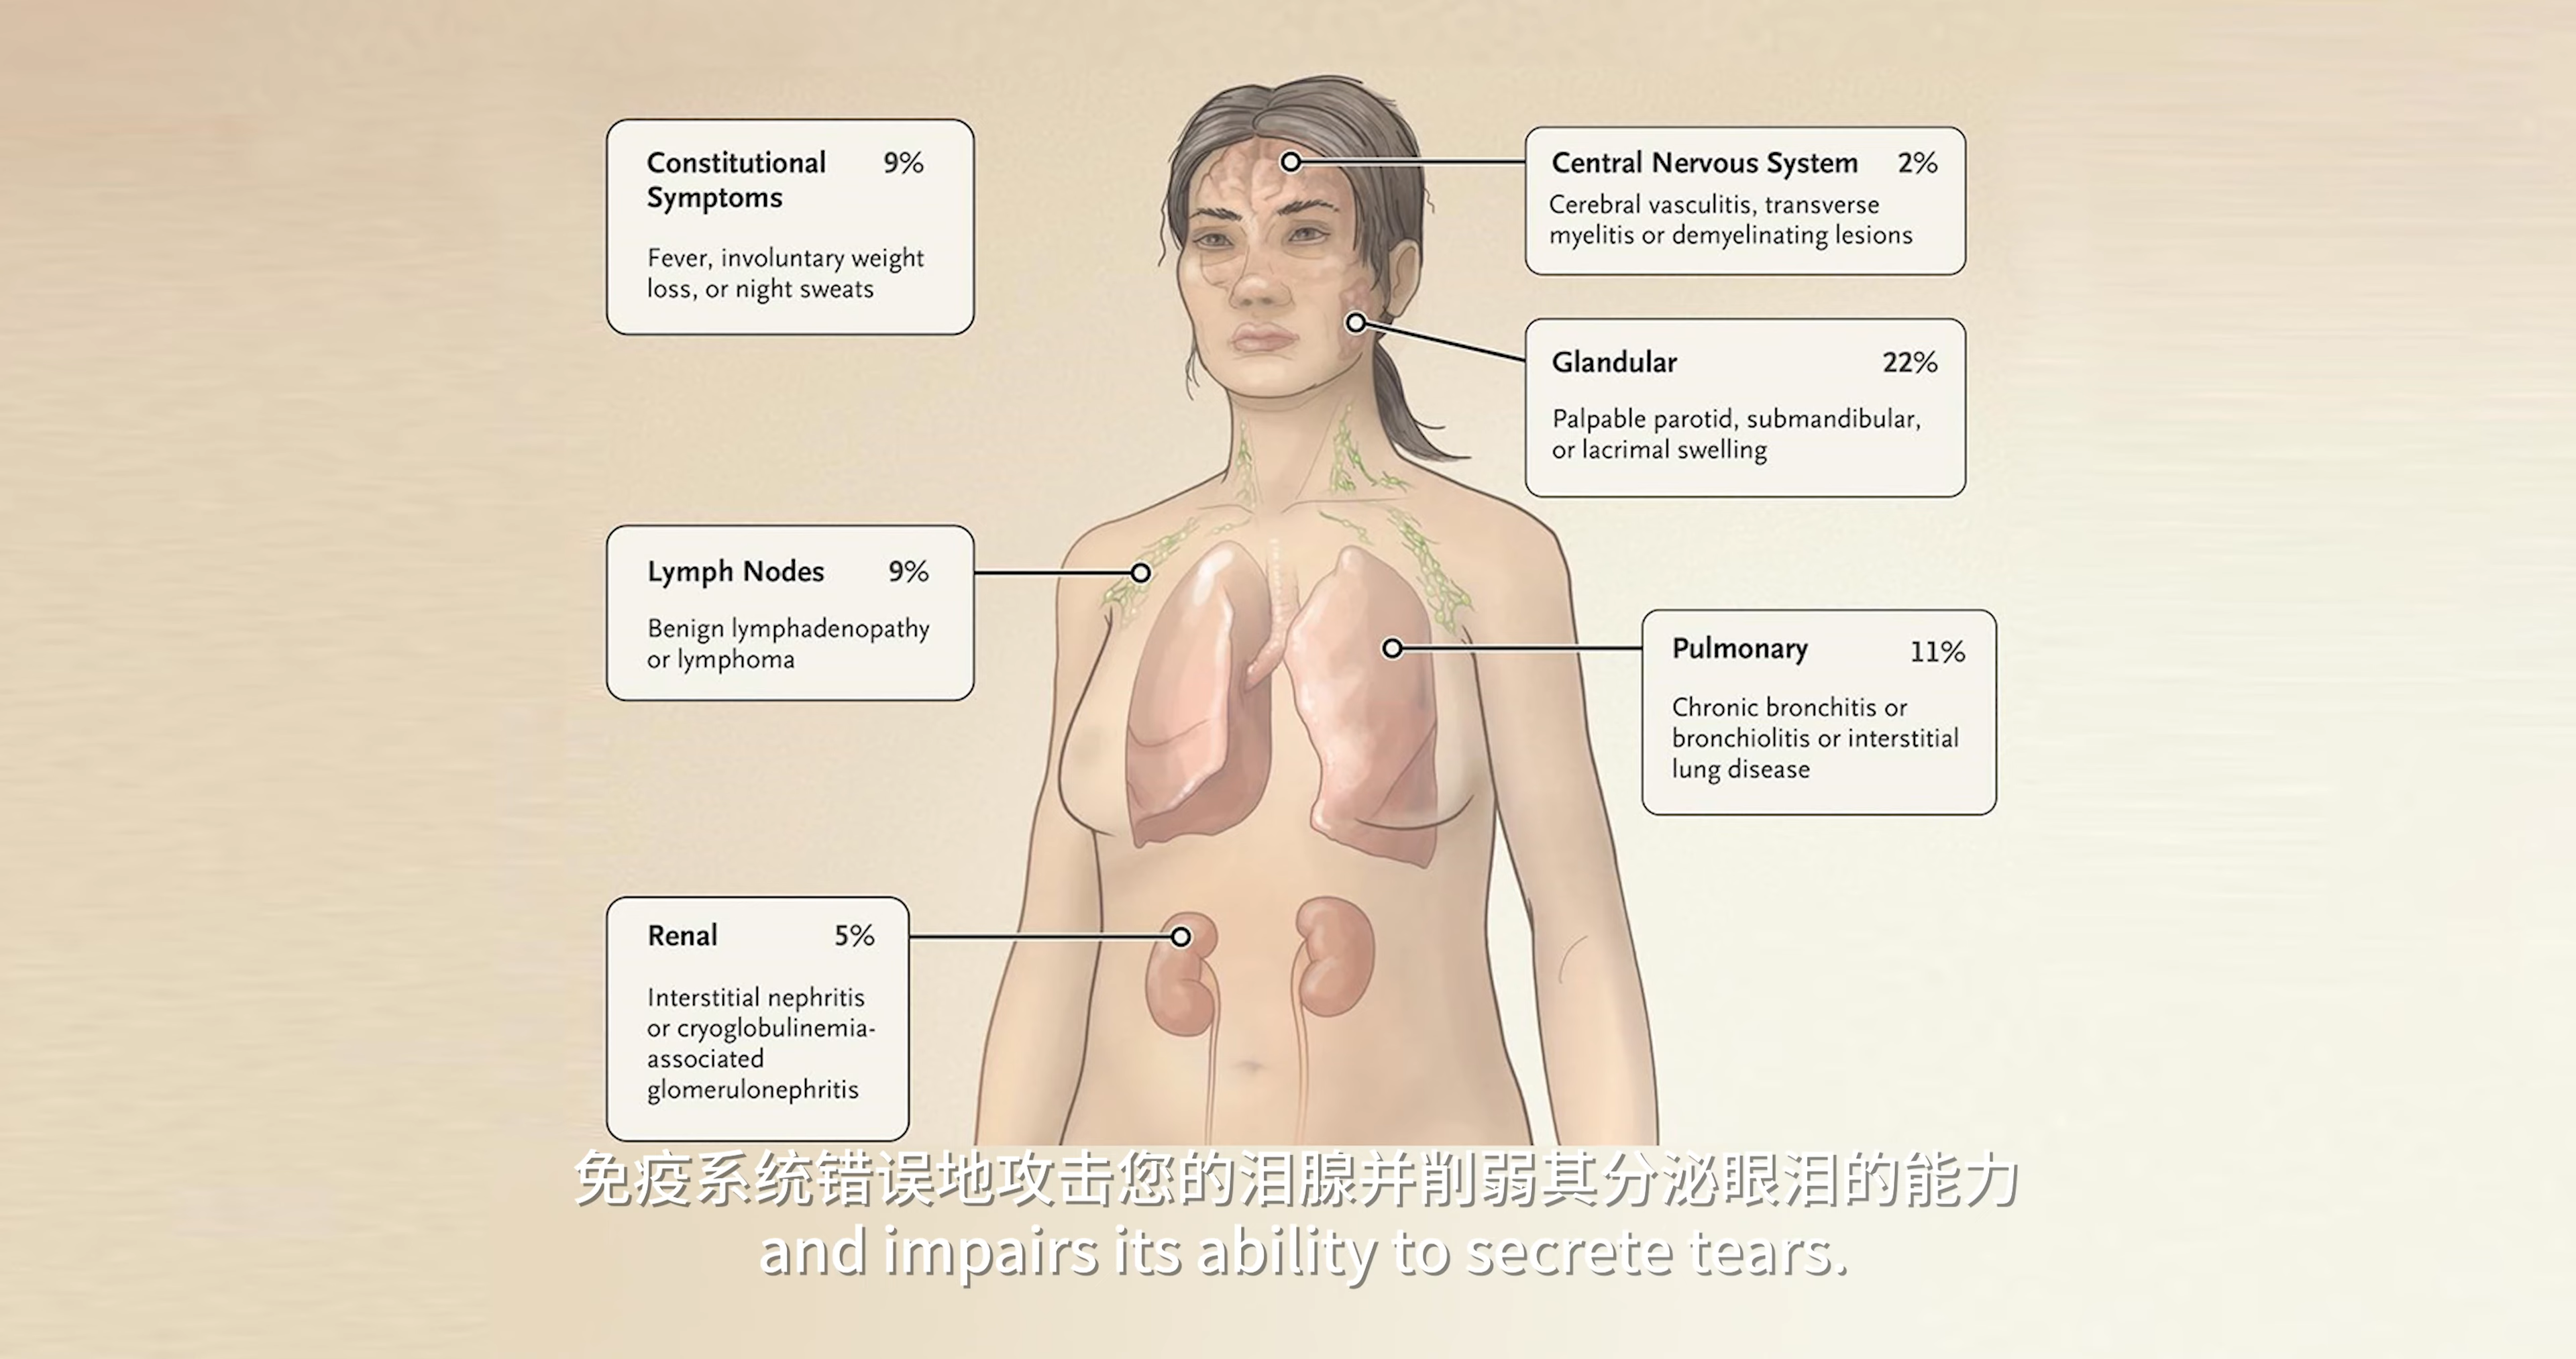 Constitutional 9%
Symptoms
Fever, involuntary weight
loss, or night sweats
Central Nervous System 2%
Cerebral vasculitis, transverse
myelitis or demyelinating lesions
Glandular 22%
Palpable parotid, submandibular,
or lacrimal swelling
Lymph Nodes 9%
Benign lymphadenopathy
or lymphoma
Pulmonary 11%
Chronic bronchitis or
bronchiolitis or interstitial
lung disease
Renal 5%
Interstitial nephritis
or cryoglobulinemia-
associated
glomerulonephritis
免疫系统错误地攻击您的泪腺并削弱其分泌眼泪的能力
and impairs its ability to secrete tears.